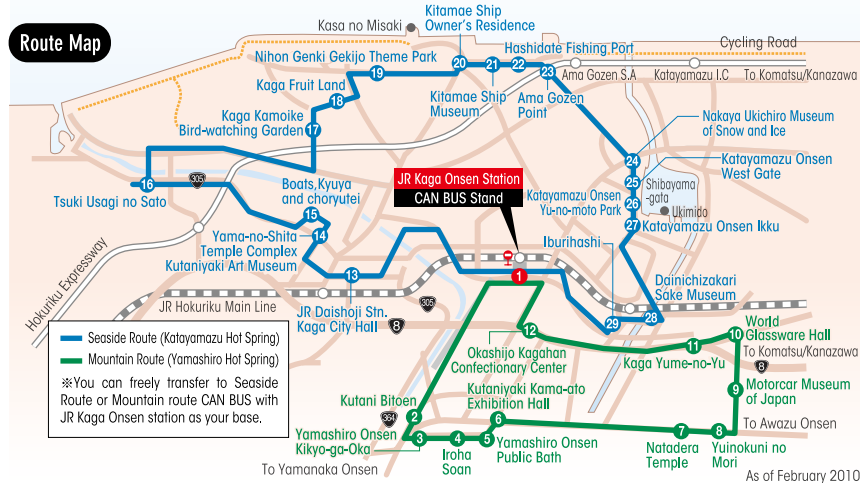 Route Map
Kasa no Misaki
Kitamae Ship
Owner's Residence
Hashidate Fishing Port
Cycling Road
Nihon Genki Gekijo Theme Park
20
21
22
23
19
Ama Gozen S.A
Katayamazu I.C
To Komatsu/Kanazawa
Kaga Fruit Land
18
Kitamae Ship
Museum
Ama Gozen
Point
Kaga Kamoike
Bird-watching Garden
17
Nakaya Ukichiro Museum
of Snow and Ice
24
Katayamazu Onsen
West Gate
25
16
305
Tsuki Usagi no Sato
Boats,Kyuya
and choryutei
15
JR Kaga Onsen Station
CAN BUS Stand
Katayamazu Onsen
Yu-no-moto Park
26
Shibayama
-gata
Ukimido
27
Katayamazu Onsen Ikku
14
Yama-no-Shita
Temple Complex
Kutaniyaki Art Museum
Iburihashi
13
1
Dainichizakari
Sake Museum
Hokuriku Expressway
JR Hokuriku Main Line
JR Daishoji Stn.
Kaga City Hall
305
8
29
28
Seaside Route (Katayamazu Hot Spring)
Mountain Route (Yamashiro Hot Spring)
※You can freely transfer to Seaside
Route or Mountain route CAN BUS with
JR Kaga Onsen station as your base.
12
Okashijo Kagahan
Confectionary Center
11
Kaga Yume-no-Yu
10
World
Glassware Hall
To Komatsu/Kanazawa
8
9
Motorcar Museum
of Japan
Kutani Bitoen
2
364
Kutaniyaki Kama-ato
Exhibition Hall
6
To Awazu Onsen
Yamashiro Onsen
Kikyo-ga-Oka
3
4
5
Iroha
Soan
Yamashiro Onsen
Public Bath
7
Natadera
Temple
8
Yuinokuni no
Mori
To Yamanaka Onsen
As of February 2010